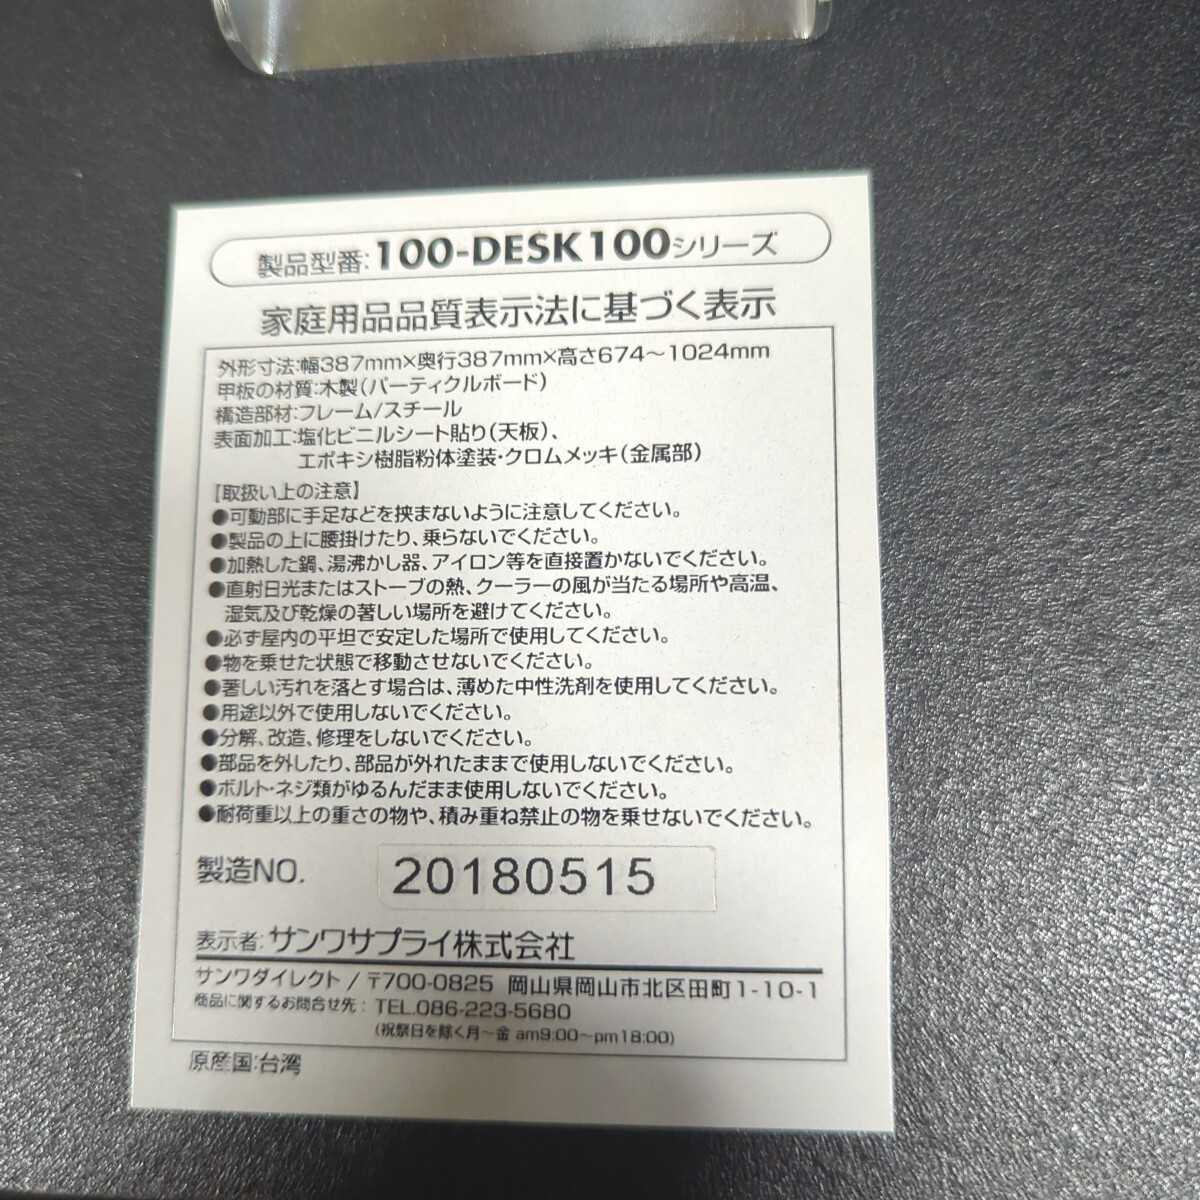 製品型番:100-DESK100シリーズ
家庭用品品質表示法に基づく表示
外形寸法:幅387mm×奥行387mm×高さ674～1024mm
甲板の材質:木製(パーティクルボード)
構造部材:フレーム/スチール
表面加工:塩化ビニルシート貼り(天板)、
エポキシ樹脂粉体塗装・クロムメッキ(金属部)
[取扱い上の注意]
●可動部に手足などを挟まないように注意してください。
●製品の上に腰掛けたり、乗らないでください。
●加熱した鍋、湯沸かし器、アイロン等を直接置かないでください。
●直射日光またはストーブの熱、クーラーの風が当たる場所や高温、
湿気及び乾燥の著しい場所を避けてください。
●必ず屋内の平坦で安定した場所で使用してください。
●物を乗せた状態で移動させないでください。
●著しい汚れを落とす場合は、薄めた中性洗剤を使用してください。
●用途以外で使用しないでください。
●分解、改造、修理をしないでください。
●部品を外したり、部品が外れたままで使用しないでください。
●ボルト・ネジ類がゆるんだまま使用しないでください。
●耐荷重以上の重さの物や、積み重ね禁止の物を乗せないでください。
製造NO. 20180515
表示者:サンワサプライ株式会社
サンワダイレクト/〒700-0825 岡山県岡山市北区田町1-10-1
商品に関するお問合せ先:TEL.086-223-5680
(祝祭日を除く月～金 am9:00～pm18:00)
原産国:台湾